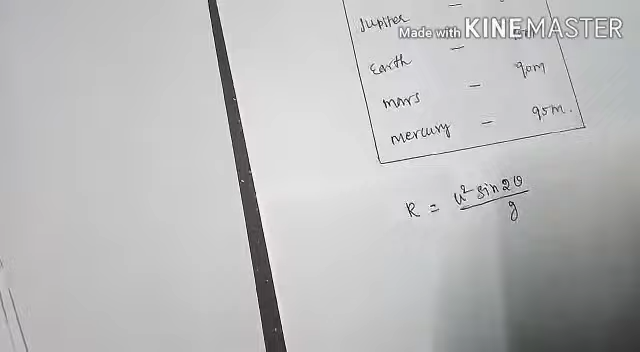 Jupiter -
Made with KINEMASTER
Earth -
mars - 90m
mercury - 95m.
R = u² sin2θ
g